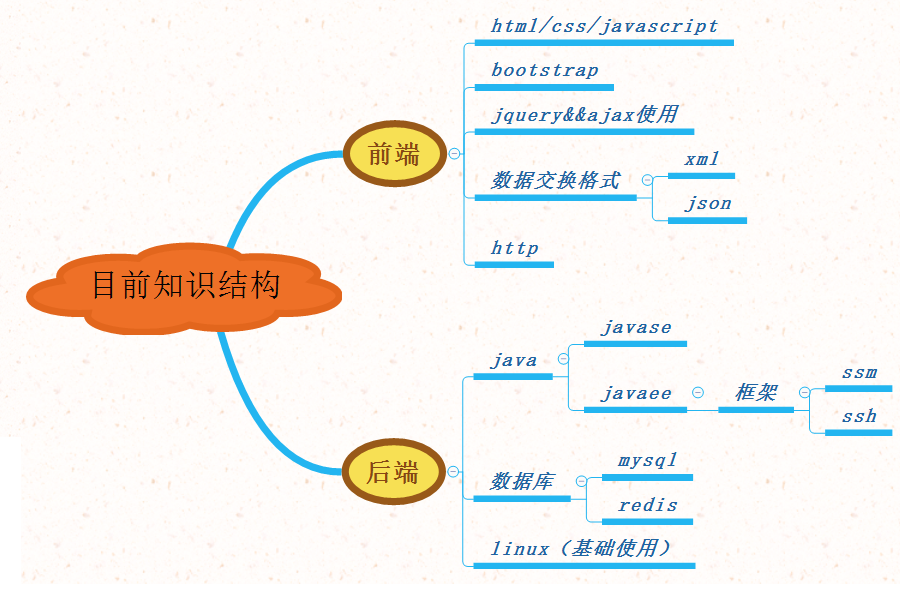 目前知识结构
前端
html/css/javascript
bootstrap
jquery&&ajax使用
数据交换格式
xml
json
http
后端
java
javase
javaee
框架
ssm
ssh
数据库
mysql
redis
linux（基础使用）